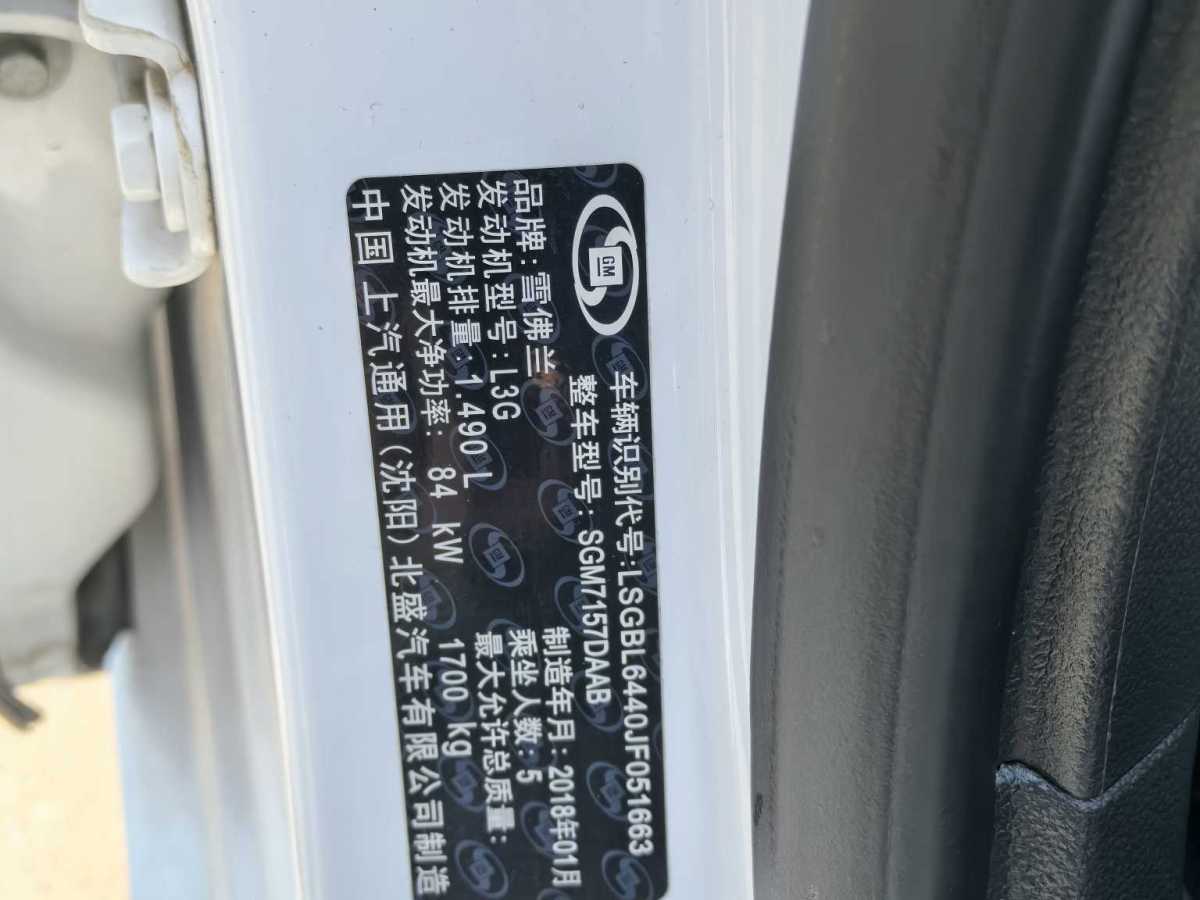 GM
车辆识别代号:LSGBL6440JF051663
整车型号:SGM7157DAAB
品牌:雪佛兰
制造年月:2018年01月
发动机型号:L3G
乘坐人数:5
发动机排量:1.490L
最大允许总质量:
发动机最大净功率: 84 kW
1700 kg
中国 上汽通用(沈阳)北盛汽车有限公司制造